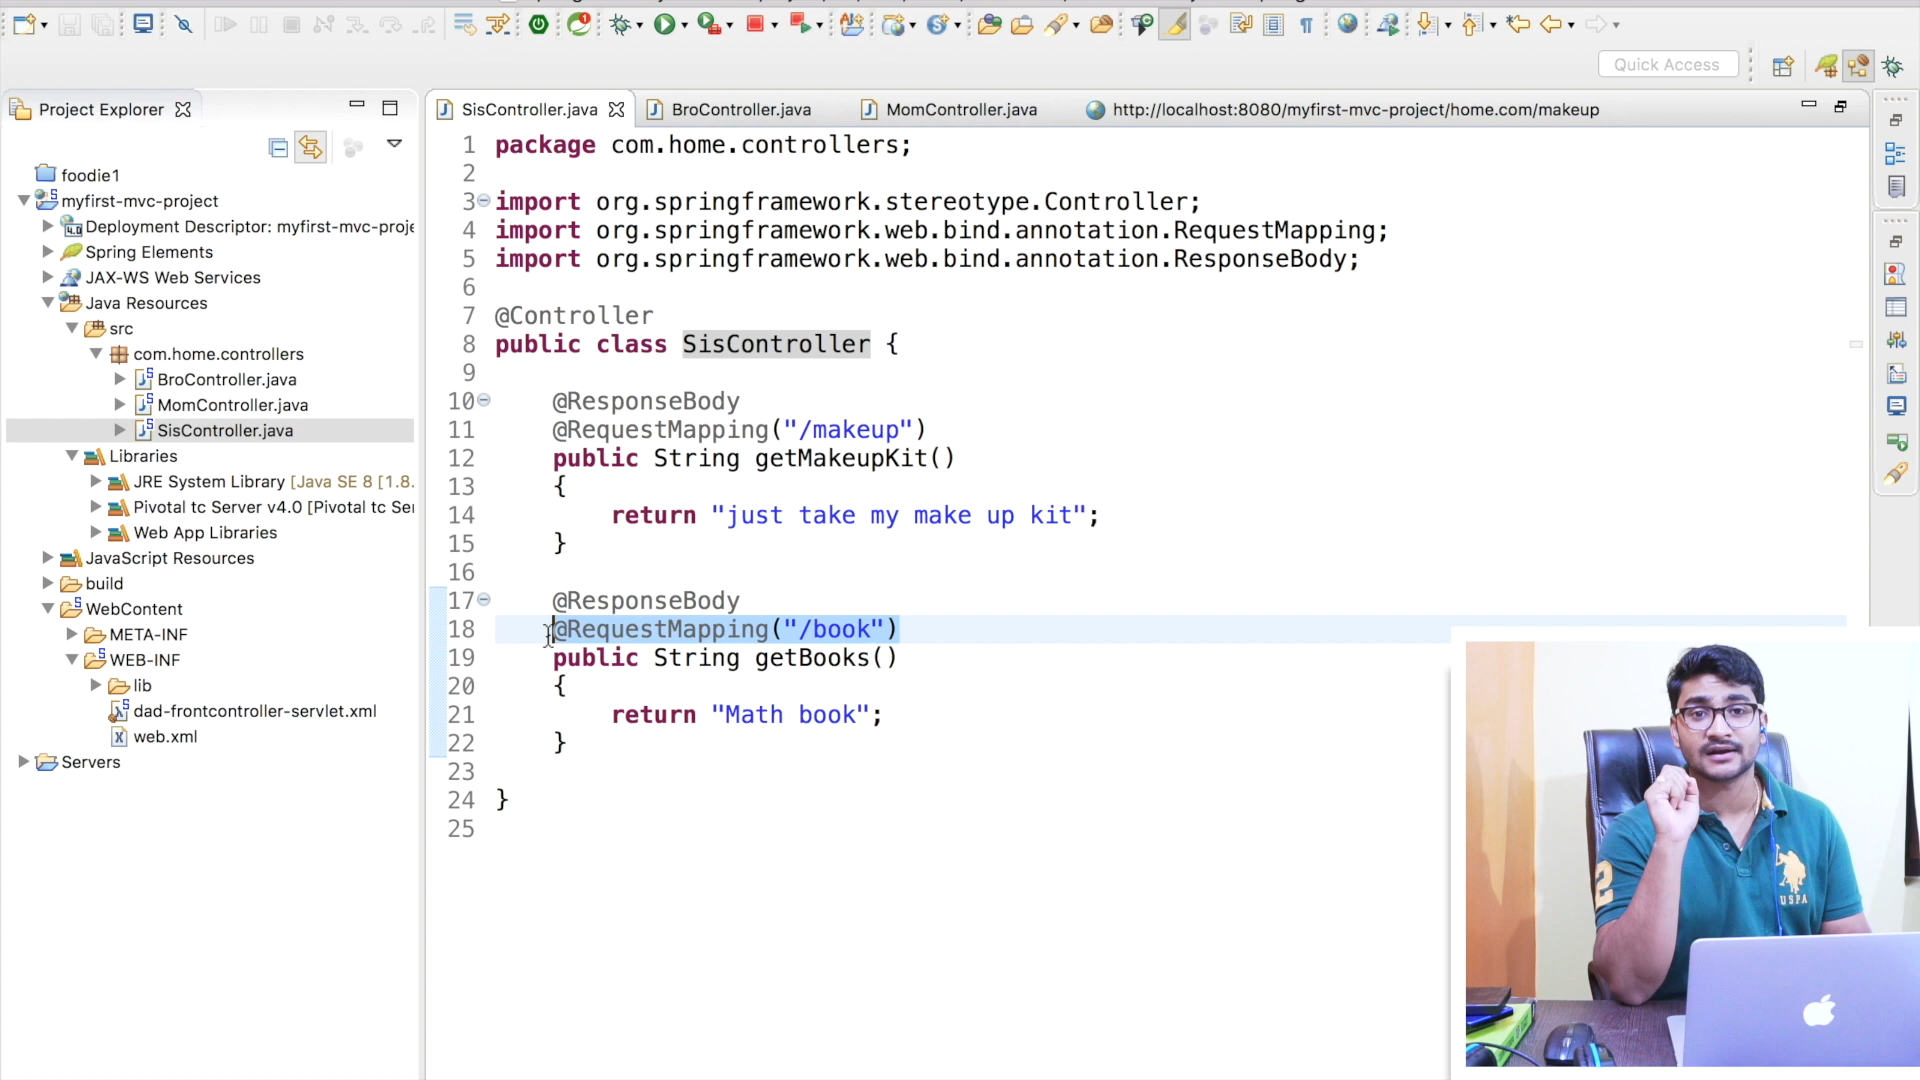 Quick Access
Project Explorer
SisController.java
BroController.java
MomController.java
http://localhost:8080/myfirst-mvc-project/home.com/makeup
foodie1
myfirst-mvc-project
Deployment Descriptor: myfirst-mvc-proje
Spring Elements
JAX-WS Web Services
Java Resources
src
com.home.controllers
BroController.java
MomController.java
SisController.java
Libraries
JRE System Library [Java SE 8 [1.8.
Pivotal tc Server v4.0 [Pivotal tc Ser
Web App Libraries
JavaScript Resources
build
WebContent
META-INF
WEB-INF
lib
dad-frontcontroller-servlet.xml
web.xml
Servers
1 package com.home.controllers;
2
3 import org.springframework.stereotype.Controller;
4 import org.springframework.web.bind.annotation.RequestMapping;
5 import org.springframework.web.bind.annotation.ResponseBody;
6
7 @Controller
8 public class SisController {
9
10 @ResponseBody
11 @RequestMapping("/makeup")
12 public String getMakeupKit()
13 {
14 return "just take my make up kit";
15 }
16
17 @ResponseBody
18 @RequestMapping("/book")
19 public String getBooks()
20 {
21 return "Math book";
22 }
23
24 }
25
2
USPA